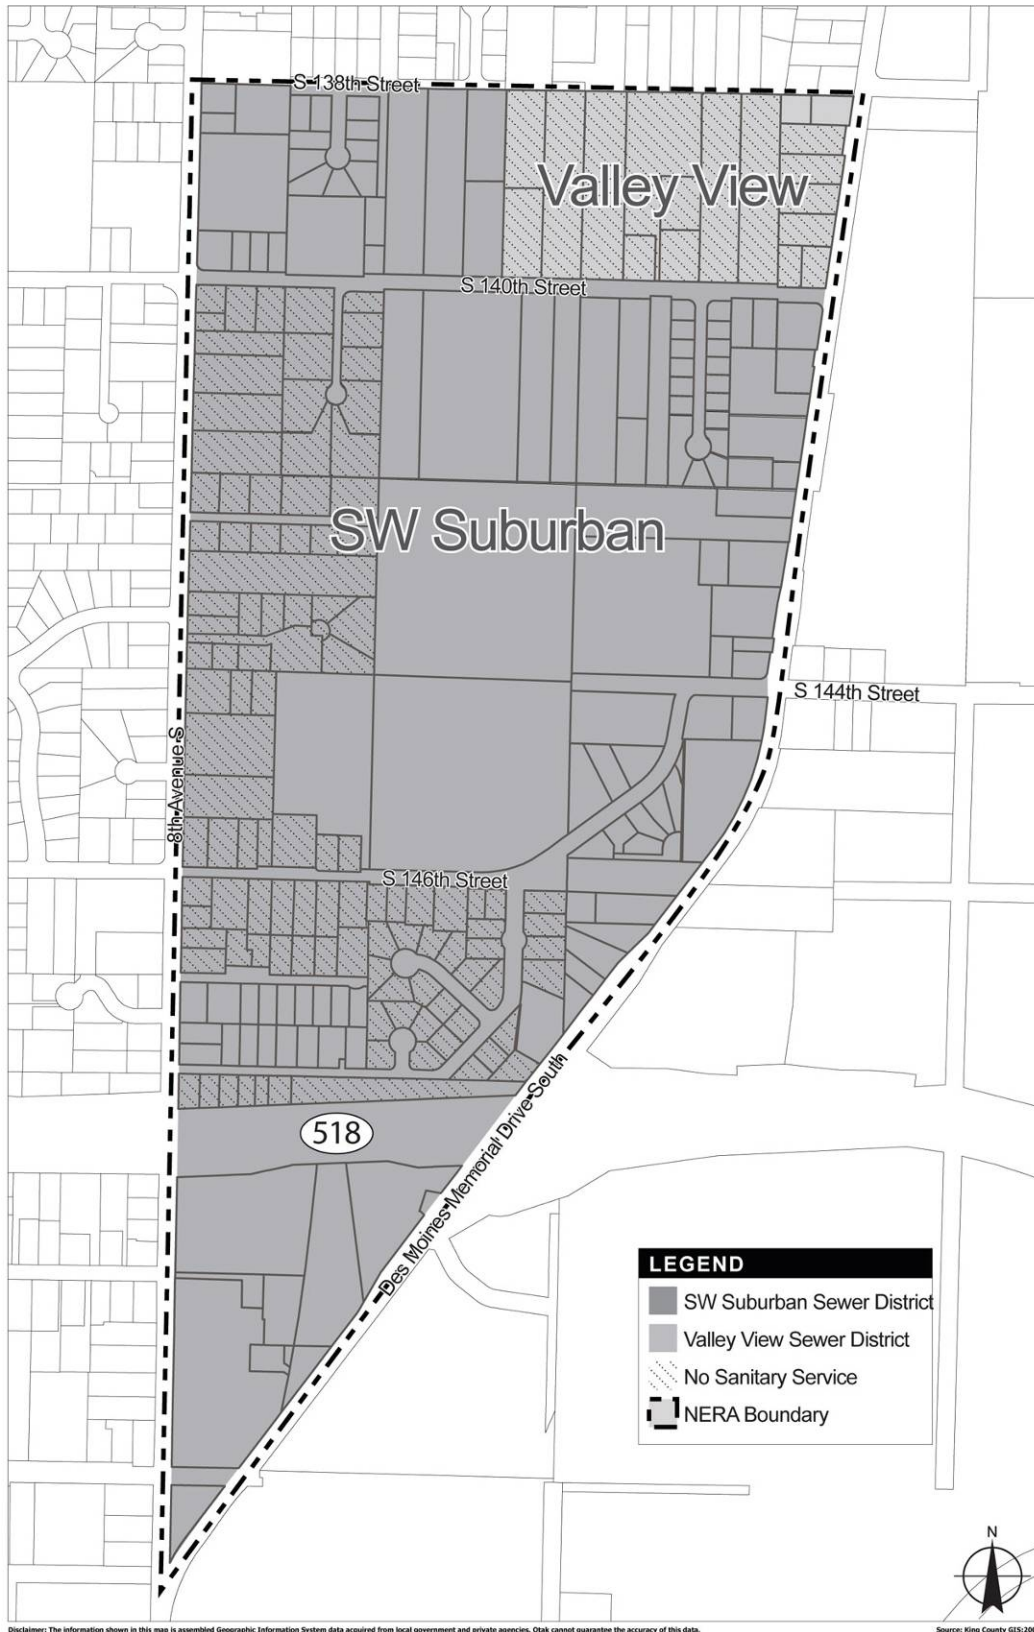 S 138th Street
Valley View
S 140th Street
SW Suburban
S 144th Street
8th Avenue S
S 146th Street
Des Moines Memorial Drive South
518
LEGEND
SW Suburban Sewer District
Valley View Sewer District
No Sanitary Service
NERA Boundary
N
Disclaimer: The information shown in this map is assembled Geographic Information System data acquired from local government and private agencies. Otak cannot guarantee the accuracy of this data.
Source: King County GIS: